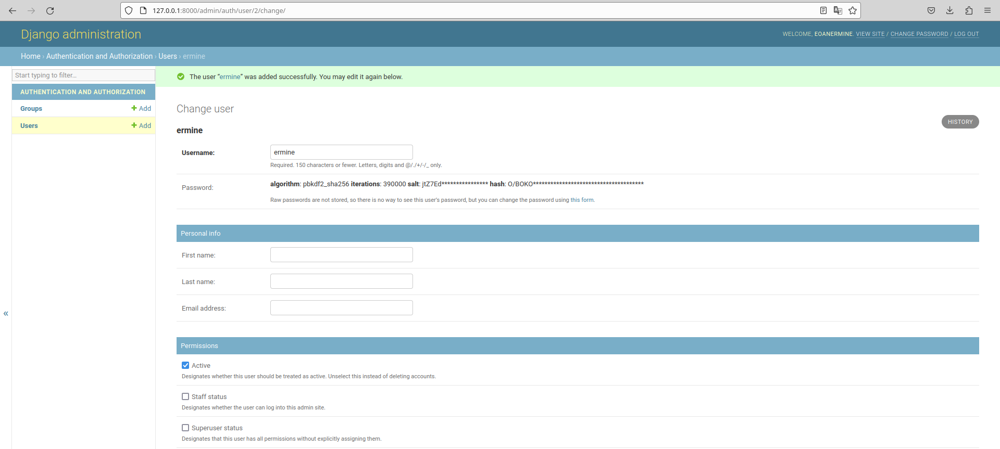 127.0.0.1:8000/admin/auth/user/2/change/
Django administration
WELCOME, EOANERMINE. VIEW SITE / CHANGE PASSWORD / LOG OUT
Home › Authentication and Authorization › Users › ermine
Start typing to filter...
The user “ermine” was added successfully. You may edit it again below.
AUTHENTICATION AND AUTHORIZATION
Groups + Add
Users + Add
«
Change user
HISTORY
ermine
Username: ermine
Required. 150 characters or fewer. Letters, digits and @/./+/-/_ only.
Password: algorithm: pbkdf2_sha256 iterations: 390000 salt: jtZ7Ed**************** hash: O/BOKO**************************************
Raw passwords are not stored, so there is no way to see this user’s password, but you can change the password using this form.
Personal info
First name:
Last name:
Email address:
Permissions
Active
Designates whether this user should be treated as active. Unselect this instead of deleting accounts.
Staff status
Designates whether the user can log into this admin site.
Superuser status
Designates that this user has all permissions without explicitly assigning them.